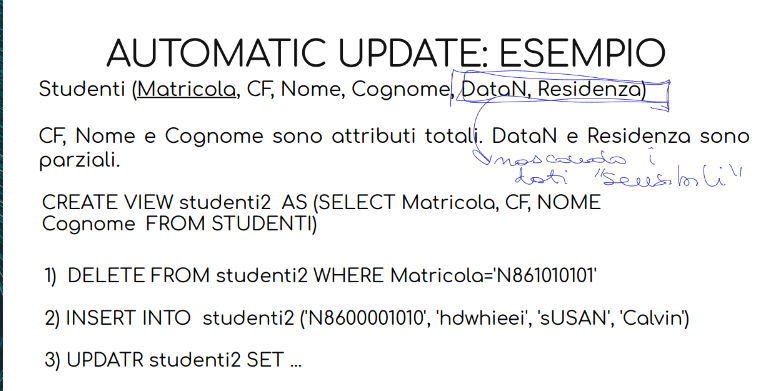 AUTOMATIC UPDATE: ESEMPIO
Studenti (Matricola, CF, Nome, Cognome, DataN, Residenza)
CF, Nome e Cognome sono attributi totali. DataN e Residenza sono
parziali.
nascondo i
dati "sensibili"
CREATE VIEW studenti2 AS (SELECT Matricola, CF, NOME
Cognome FROM STUDENTI)
1) DELETE FROM studenti2 WHERE Matricola='N861010101'
2) INSERT INTO studenti2 ('N8600001010', 'hdwhieei', 'sUSAN', 'Calvin')
3) UPDATR studenti2 SET ...